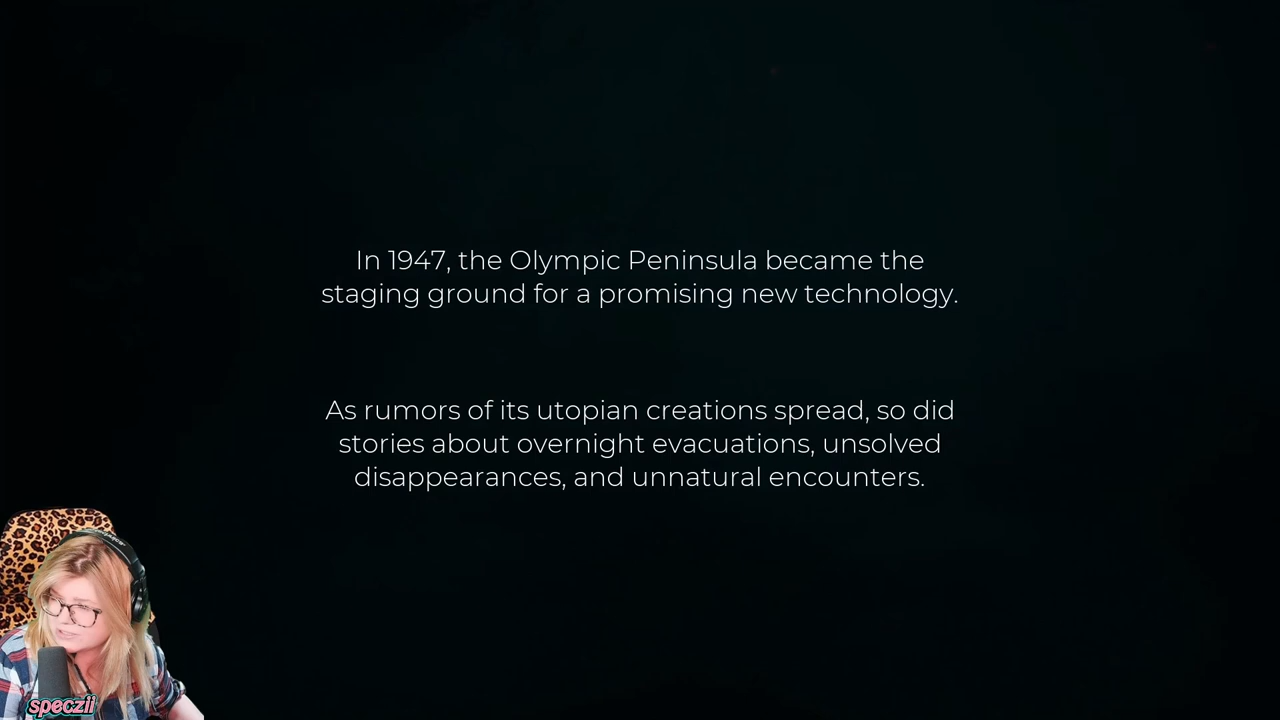 In 1947, the Olympic Peninsula became the
staging ground for a promising new technology.
As rumors of its utopian creations spread, so did
stories about overnight evacuations, unsolved
disappearances, and unnatural encounters.
speczii